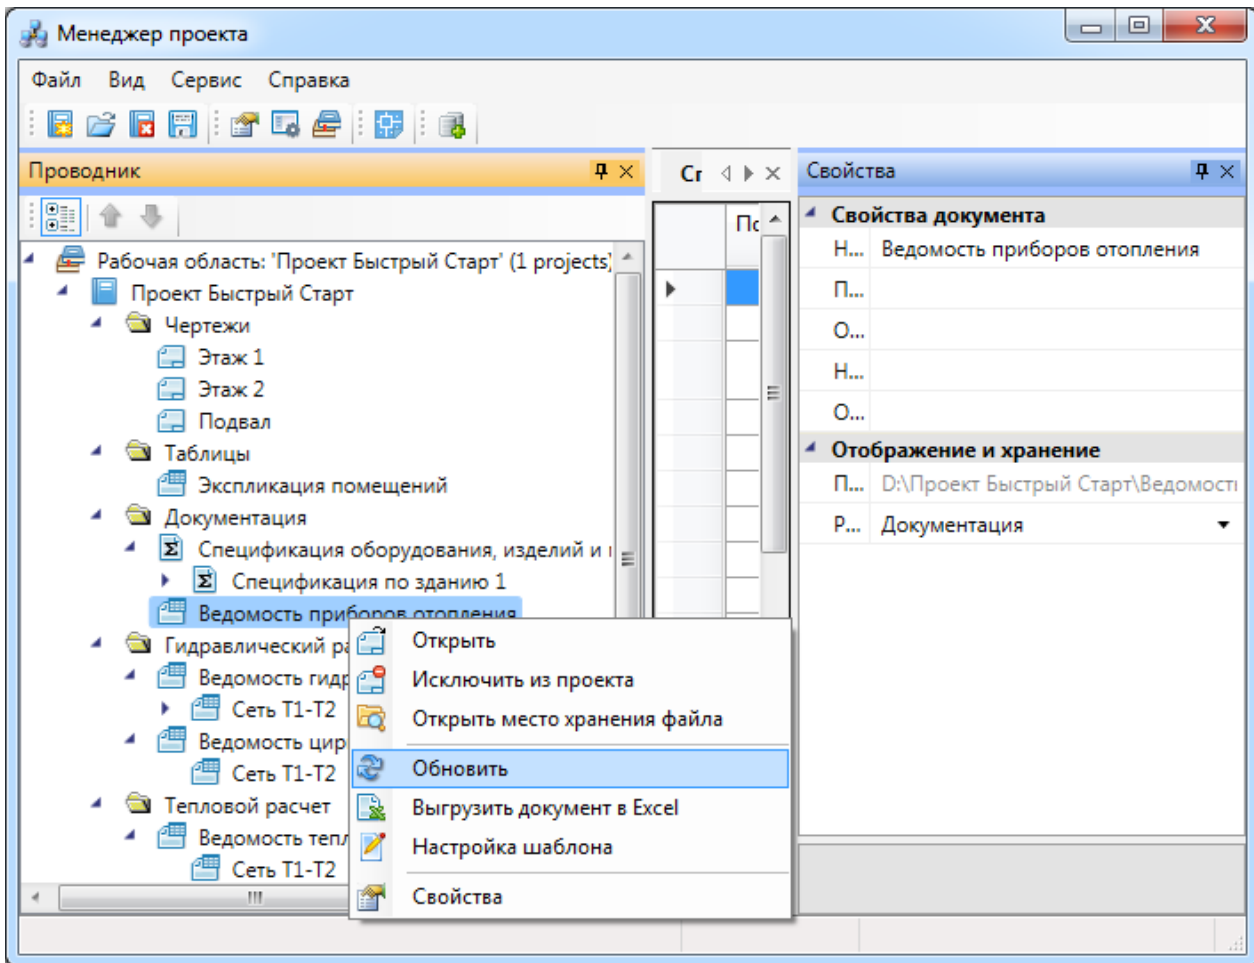 Менеджер проекта
Файл Вид Сервис Справка
Проводник
Рабочая область: 'Проект Быстрый Старт' (1 projects)
Проект Быстрый Старт
Чертежи
Этаж 1
Этаж 2
Подвал
Таблицы
Экспликация помещений
Документация
Спецификация оборудования, изделий и
Спецификация по зданию 1
Ведомость приборов отопления
Гидравлический ра
Ведомость гидр
Сеть Т1-Т2
Ведомость цир
Сеть Т1-Т2
Тепловой расчет
Ведомость тепл
Сеть Т1-Т2
Открыть
Исключить из проекта
Открыть место хранения файла
Обновить
Выгрузить документ в Excel
Настройка шаблона
Свойства
Сг
По
Свойства
Свойства документа
Н... Ведомость приборов отопления
П...
О...
Н...
О...
Отображение и хранение
П... D:\Проект Быстрый Старт\Ведомость
Р... Документация